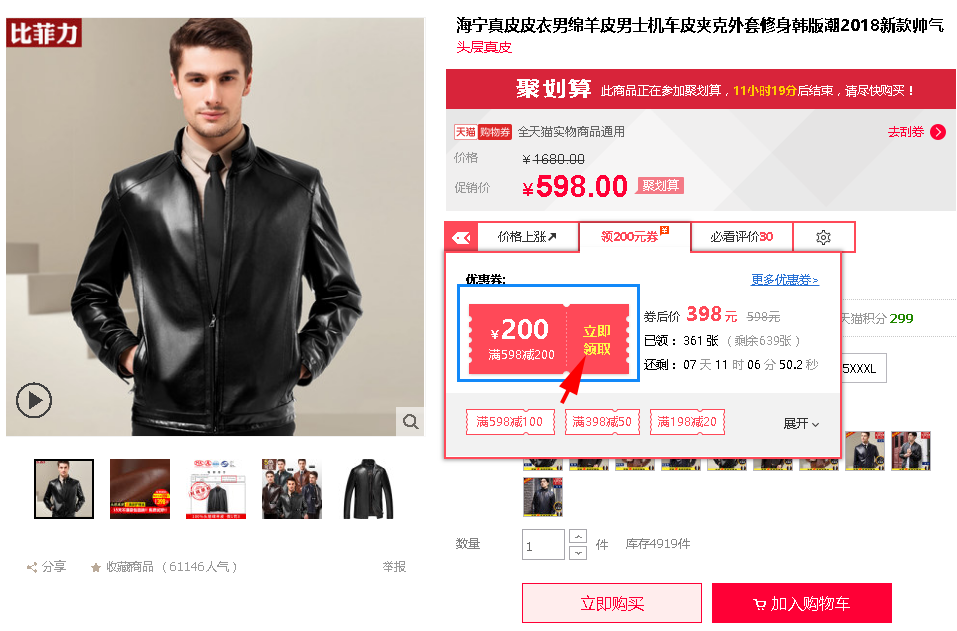 比菲力
海宁真皮皮衣男绵羊皮男士机车皮夹克外套修身韩版潮2018新款帅气
头层真皮
聚划算 此商品正在参加聚划算，11小时19分后结束，请尽快购买！
天猫 购物券 全天猫实物商品通用 去刮券
价格 ¥1680.00
促销价 ¥598.00 聚划算
价格上涨 领200元券 必看评价30
优惠券: 更多优惠券>
¥200
满598减200
立即
领取
券后价 398元 598元
已领：361张（剩余639张）
还剩：07天11时06分50.2秒
天猫积分 299
5XXXL
满598减100 满398减50 满198减20 展开
数量 1 件 库存4919件
分享 收藏商品（61146人气） 举报
立即购买 加入购物车